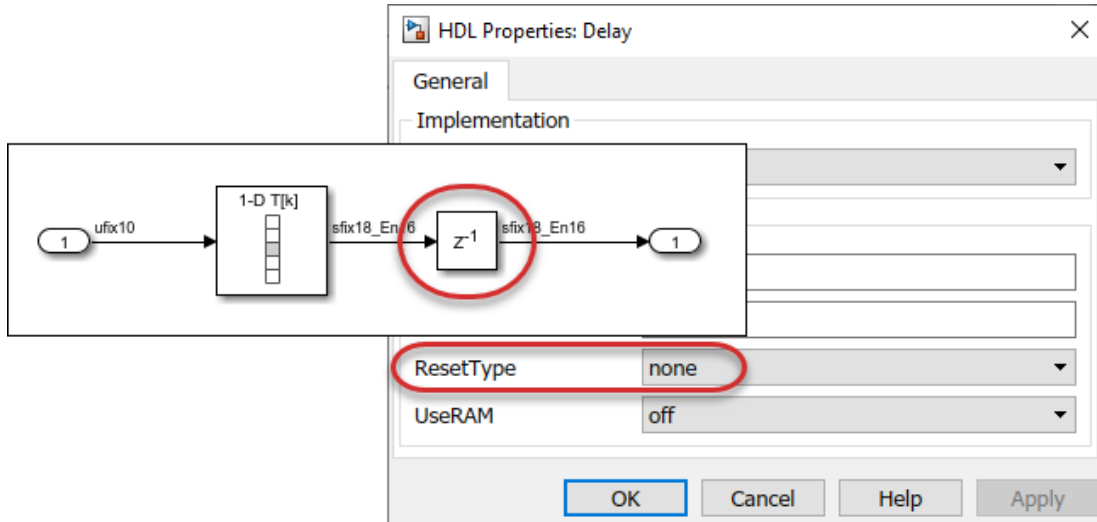 HDL Properties: Delay
General
Implementation
1-D T[k]
1
ufix10
sfix18_En16
z-1
sfix18_En16
1
ResetType none
UseRAM off
OK Cancel Help Apply